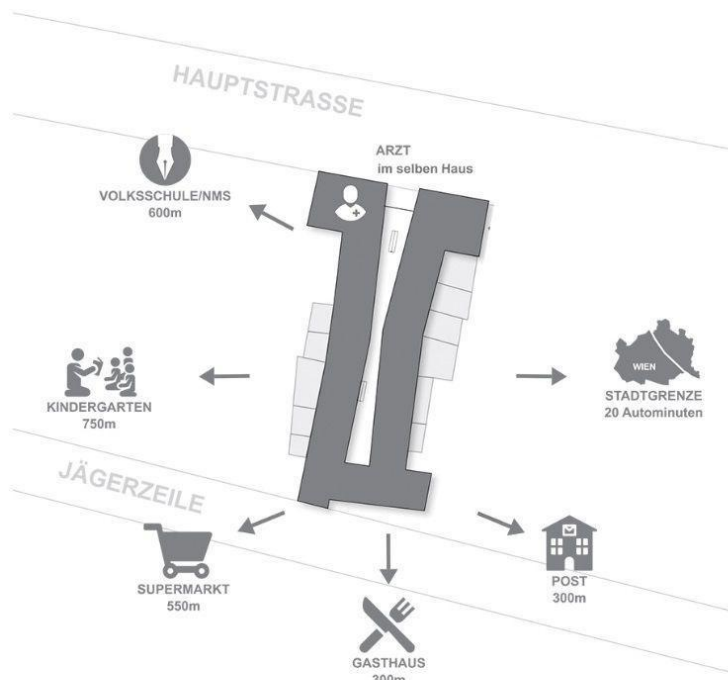 HAUPTSTRASSE
ARZT
im selben Haus
VOLKSSCHULE/NMS
600m
WIEN
KINDERGARTEN
750m
STADTGRENZE
20 Autominuten
JÄGERZEILE
SUPERMARKT
550m
POST
300m
GASTHAUS
300m